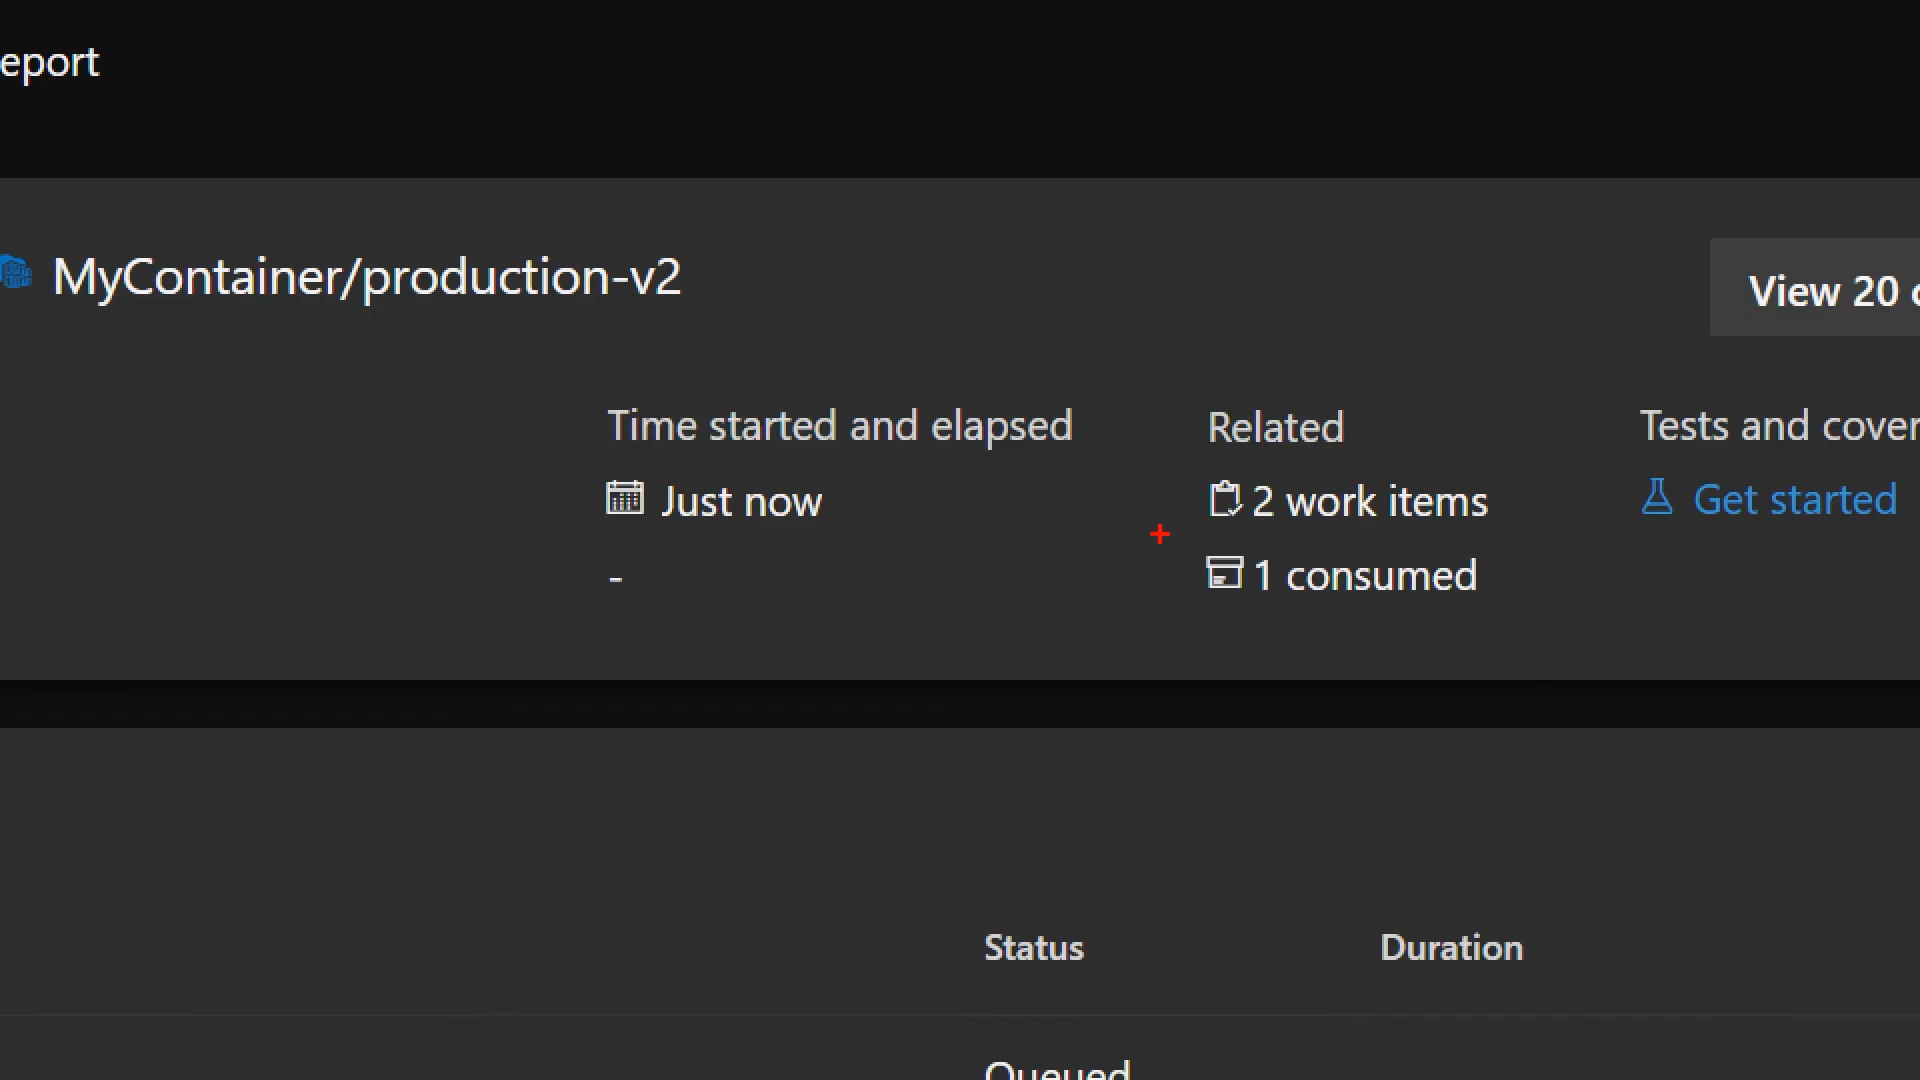 eport
MyContainer/production-v2
View 20
Time started and elapsed
Related
Tests and cover
Just now
2 work items
Get started
-
1 consumed
Status
Duration
Queued